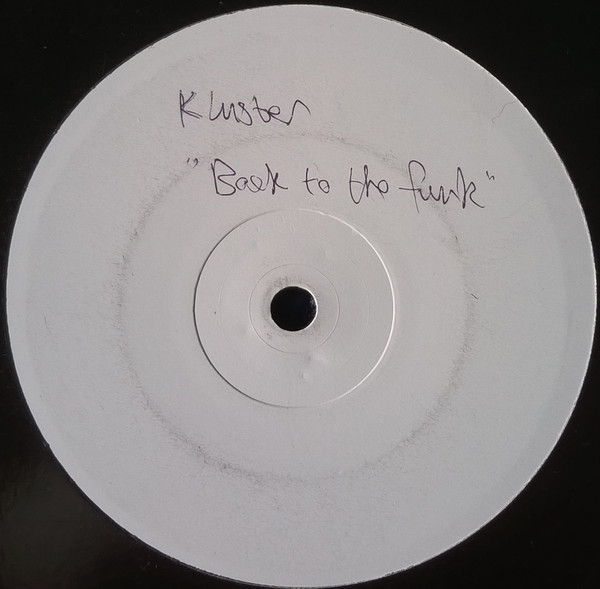 Kluster
"Back to the funk"